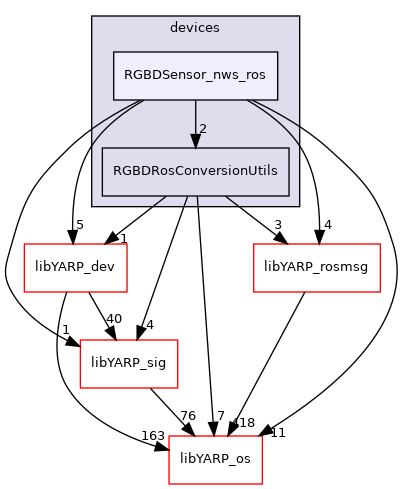 devices
RGBDSensor_nws_ros
2
RGBDRosConversionUtils
5
1
3
4
libYARP_dev
libYARP_rosmsg
40
1
4
libYARP_sig
76
7
418
11
163
libYARP_os